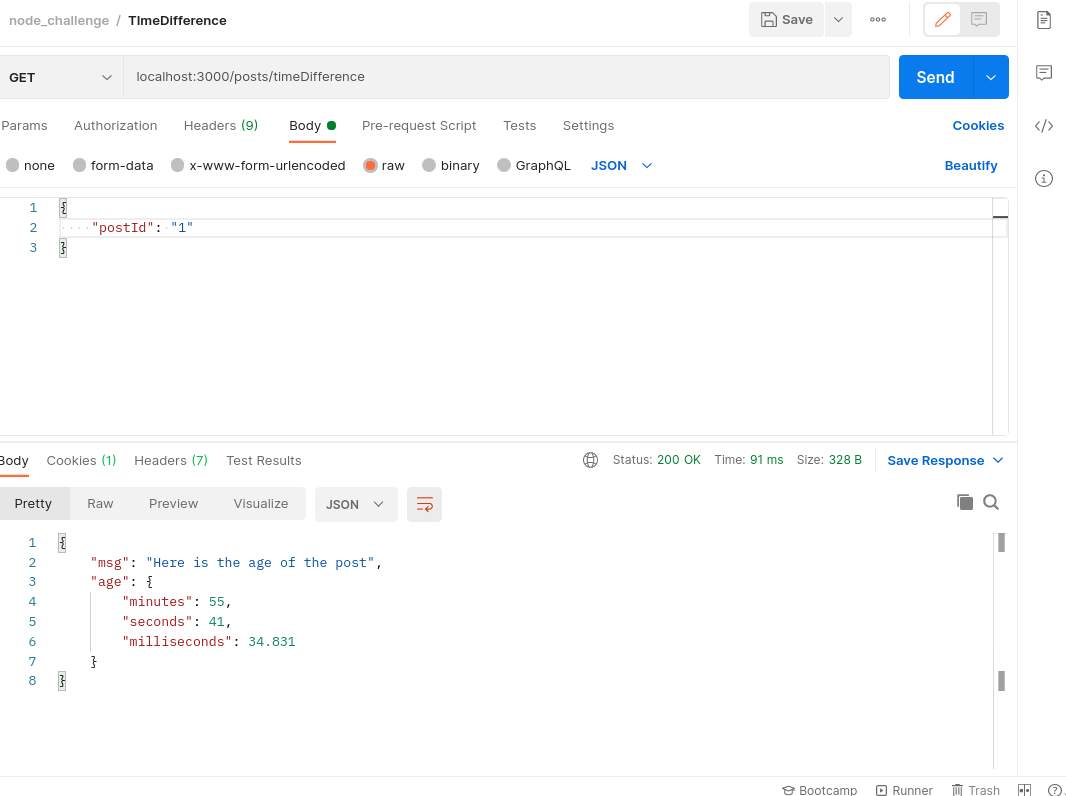 node_challenge / TImeDifference Save
GET localhost:3000/posts/timeDifference Send
Params Authorization Headers (9) Body Pre-request Script Tests Settings Cookies
none form-data x-www-form-urlencoded raw binary GraphQL JSON Beautify
1 {
2 ····"postId":·"1"
3 }
Body Cookies (1) Headers (7) Test Results Status: 200 OK Time: 91 ms Size: 328 B Save Response
Pretty Raw Preview Visualize JSON
1 {
2 "msg": "Here is the age of the post",
3 "age": {
4 "minutes": 55,
5 "seconds": 41,
6 "milliseconds": 34.831
7 }
8 }
Bootcamp Runner Trash